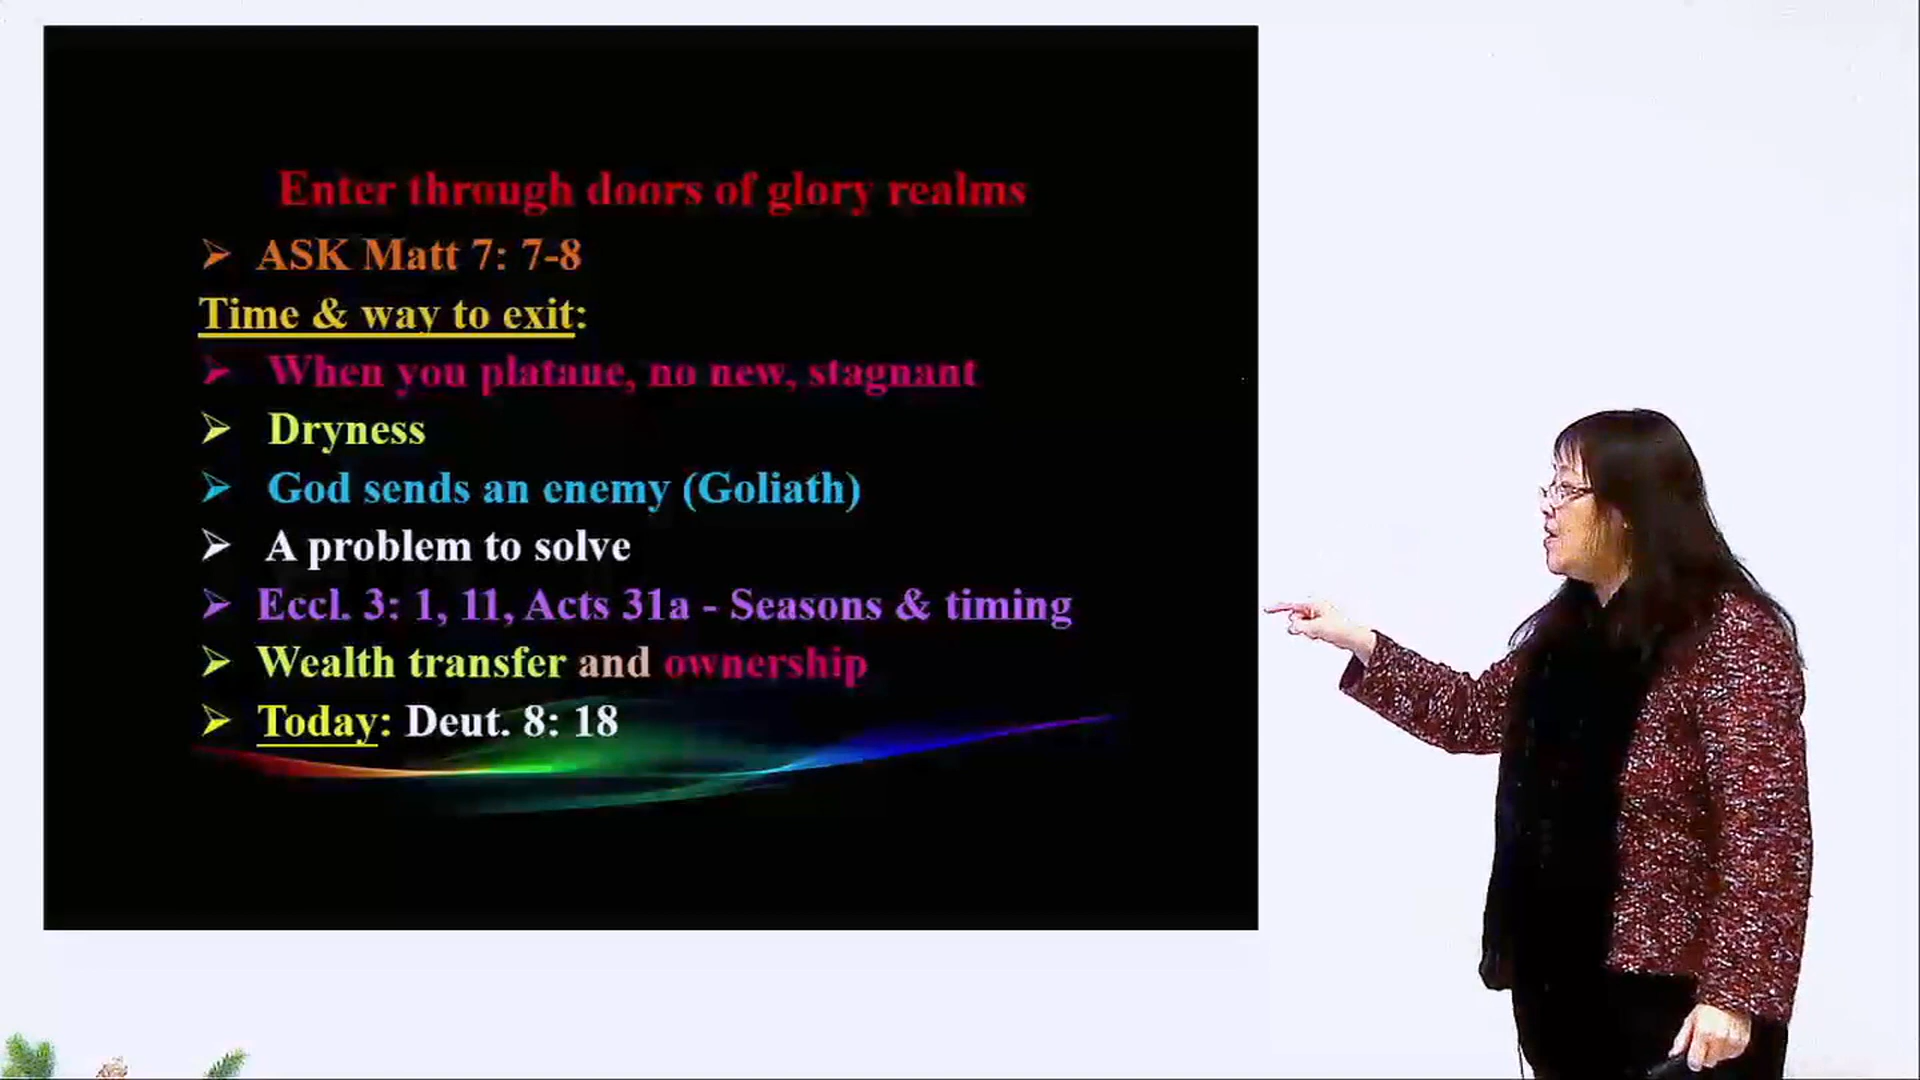 Enter through doors of glory realms
➢ ASK Matt 7: 7-8
Time & way to exit:
➢ When you plataue, no new, stagnant
➢ Dryness
➢ God sends an enemy (Goliath)
➢ A problem to solve
➢ Eccl. 3: 1, 11, Acts 31a - Seasons & timing
➢ Wealth transfer and ownership
➢ Today: Deut. 8: 18